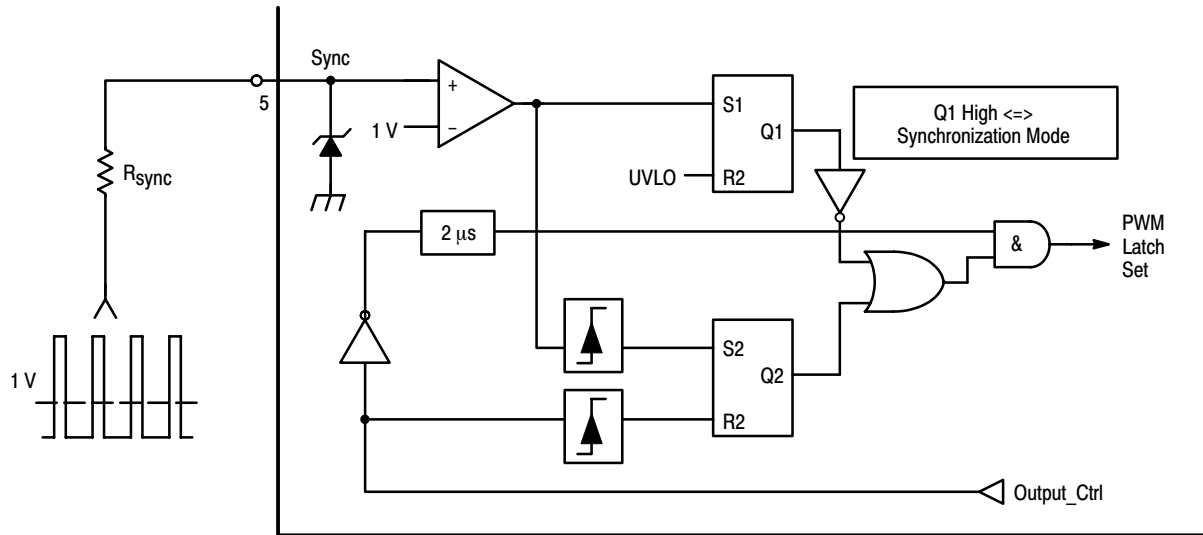 Sync
5
+
1 V
−
S1
Q1
UVLO
R2
Q1 High <=>
Synchronization Mode
Rsync
2 μs
&
PWM
Latch
Set
S2
Q2
R2
1 V
Output_Ctrl